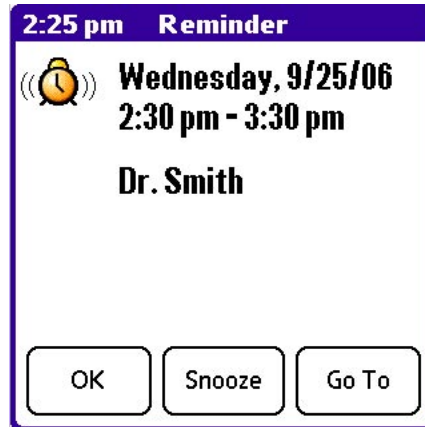 2:25 pm Reminder
Wednesday, 9/25/06
2:30 pm - 3:30 pm
Dr. Smith
OK Snooze Go To